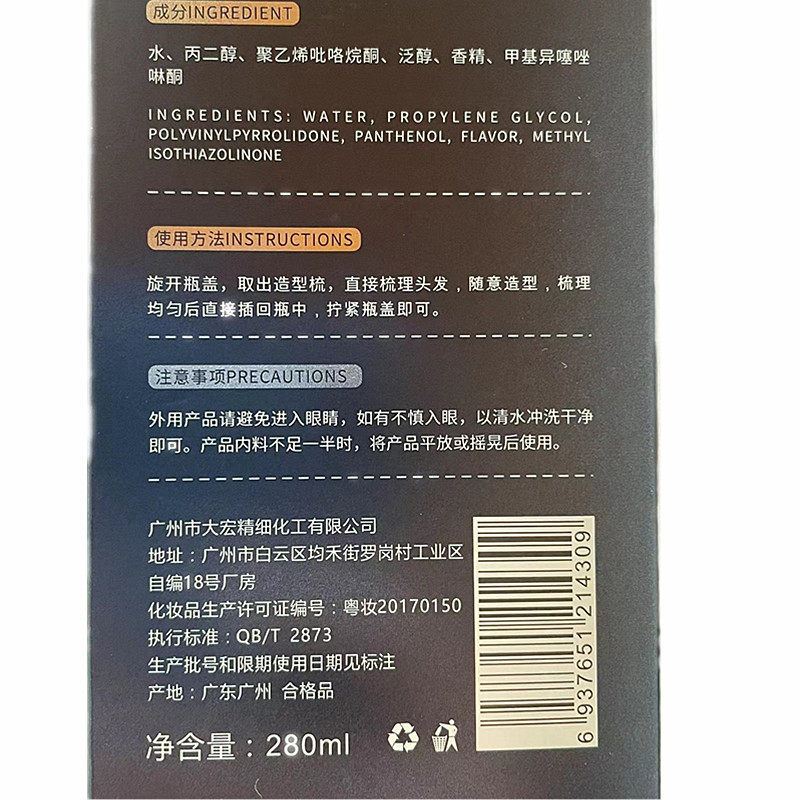 成分INGREDIENT
水、丙二醇、聚乙烯吡咯烷酮、泛醇、香精、甲基异噻唑
啉酮
INGREDIENTS: WATER, PROPYLENE GLYCOL,
POLYVINYLPYRROLIDONE, PANTHENOL, FLAVOR, METHYL
ISOTHIAZOLINONE
使用方法INSTRUCTIONS
旋开瓶盖，取出造型梳，直接梳理头发，随意造型，梳理
均匀后直接插回瓶中，拧紧瓶盖即可。
注意事项PRECAUTIONS
外用产品请避免进入眼睛，如有不慎入眼，以清水冲洗干净
即可。产品内料不足一半时，将产品平放或摇晃后使用。
广州市大宏精细化工有限公司
地址：广州市白云区均禾街罗岗村工业区
自编18号厂房
化妆品生产许可证编号：粤妆20170150
执行标准：QB/T 2873
生产批号和限期使用日期见标注
产地：广东广州 合格品
净含量：280ml
6 937651 214309